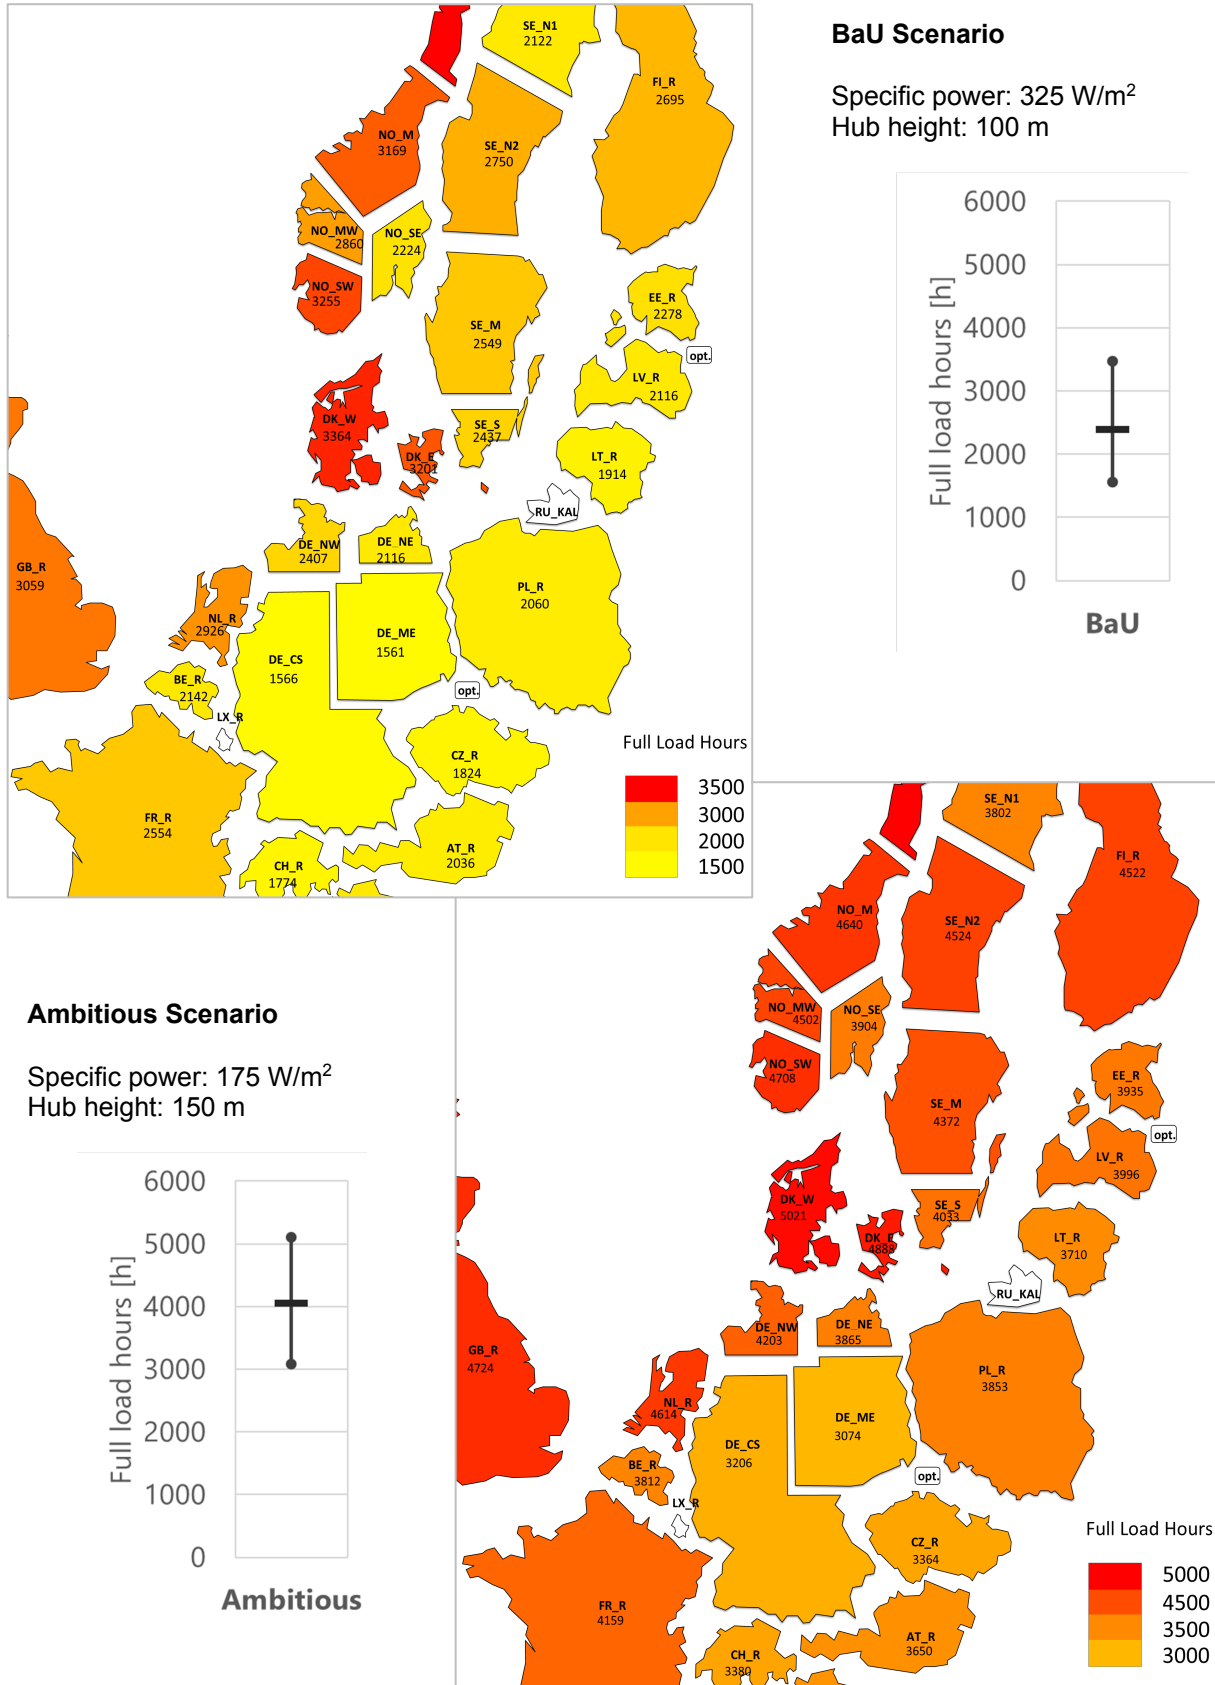 SE_N1
2122
FI_R
2695
NO_M
3169
SE_N2
2750
NO_MW
2860
NO_SE
2224
NO_SW
3255
EE_R
2278
SE_M
2549
opt.
LV_R
2116
DK_W
3364
SE_S
2437
DK_E
3201
LT_R
1914
RU_KAL
DE_NW
2407
DE_NE
2116
GB_R
3059
PL_R
2060
NL_R
2926
DE_ME
1561
DE_CS
1566
BE_R
2142
opt.
LX_R
CZ_R
1824
FR_R
2554
AT_R
2036
CH_R
1774
Full Load Hours
3500
3000
2000
1500
BaU Scenario
Specific power: 325 W/m²
Hub height: 100 m
Full load hours [h]
6000
5000
4000
3000
2000
1000
0
BaU
Ambitious Scenario
Specific power: 175 W/m²
Hub height: 150 m
Full load hours [h]
6000
5000
4000
3000
2000
1000
0
Ambitious
SE_N1
3802
FI_R
4522
NO_M
4640
SE_N2
4524
NO_MW
4502
NO_SE
3904
NO_SW
4708
EE_R
3935
SE_M
4372
opt.
LV_R
3996
DK_W
5021
SE_S
4033
DK_E
4888
LT_R
3710
RU_KAL
DE_NW
4203
DE_NE
3865
GB_R
4724
PL_R
3853
NL_R
4614
DE_ME
3074
DE_CS
3206
BE_R
3812
opt.
LX_R
CZ_R
3364
FR_R
4159
AT_R
3650
CH_R
3380
Full Load Hours
5000
4500
3500
3000